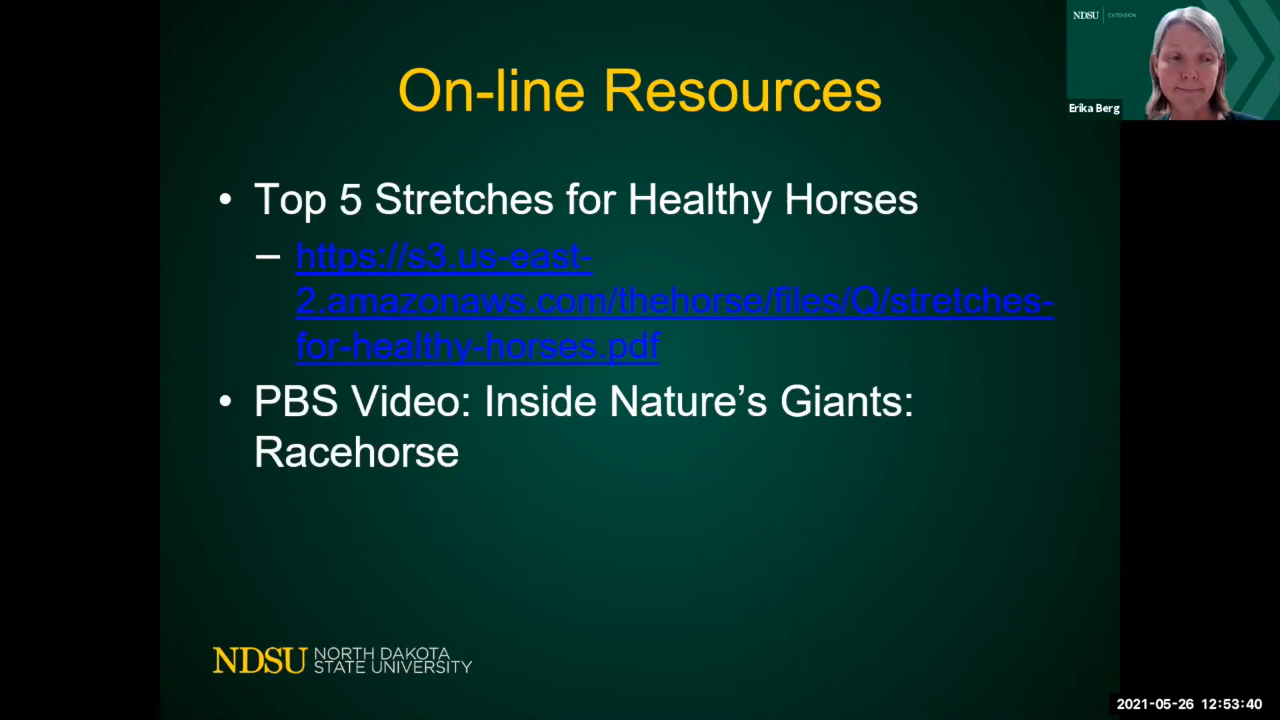 NDSU | EXTENSION
Erika Berg
On-line Resources
• Top 5 Stretches for Healthy Horses
– https://s3.us-east-
2.amazonaws.com/thehorse/files/Q/stretches-
for-healthy-horses.pdf
• PBS Video: Inside Nature’s Giants:
Racehorse
NDSU NORTH DAKOTA
STATE UNIVERSITY
2021-05-26 12:53:40